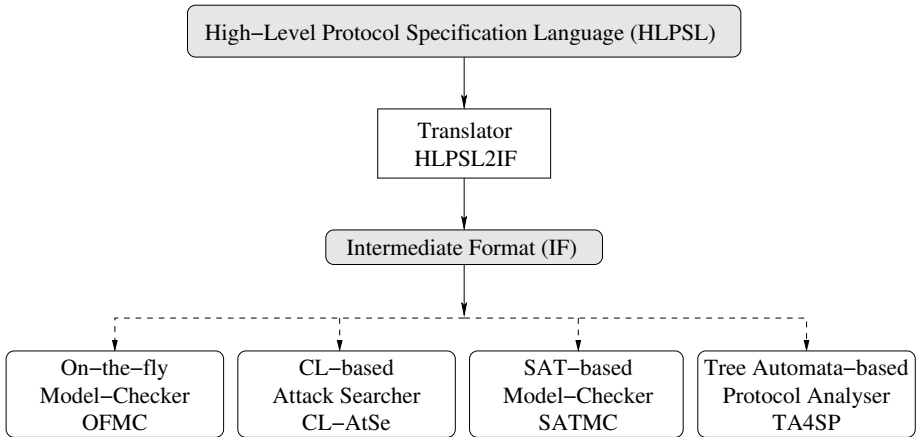 High−Level Protocol Specification Language (HLPSL)
Translator
HLPSL2IF
Intermediate Format (IF)
On−the−fly
Model−Checker
OFMC
CL−based
Attack Searcher
CL−AtSe
SAT−based
Model−Checker
SATMC
Tree Automata−based
Protocol Analyser
TA4SP